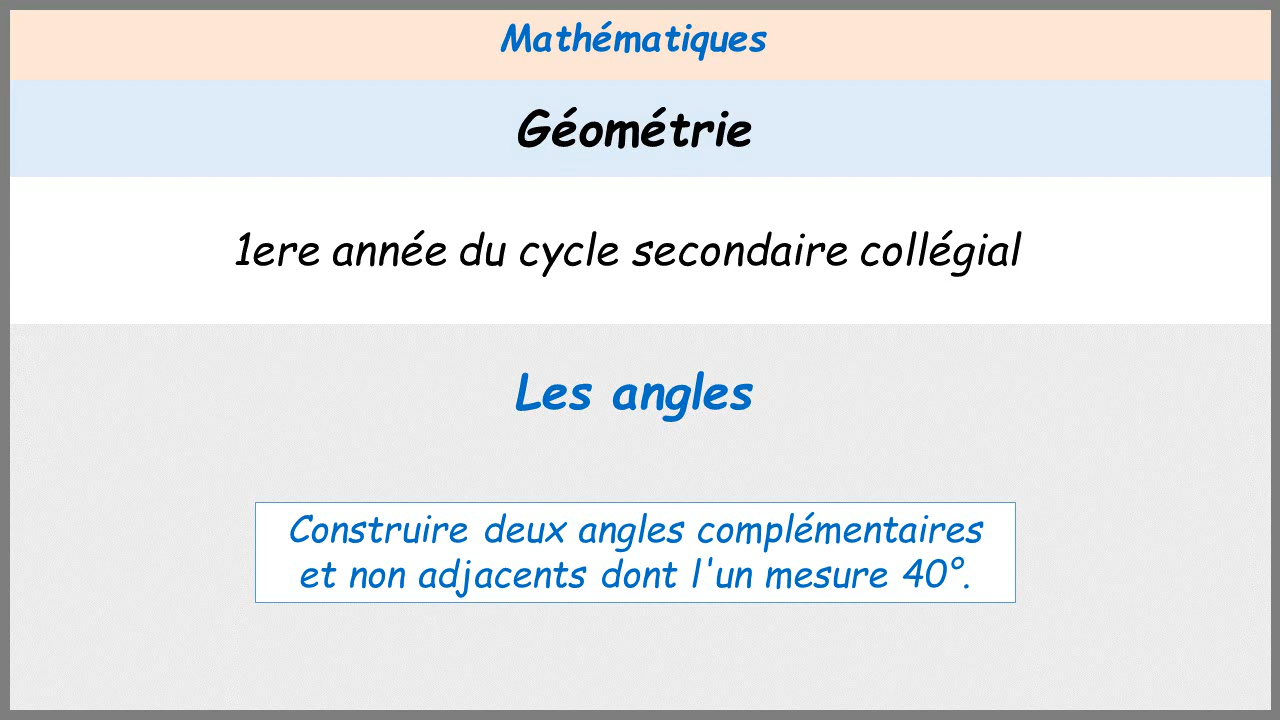 Mathématiques
Géométrie
1ere année du cycle secondaire collégial
Les angles
Construire deux angles complémentaires
et non adjacents dont l'un mesure 40°.